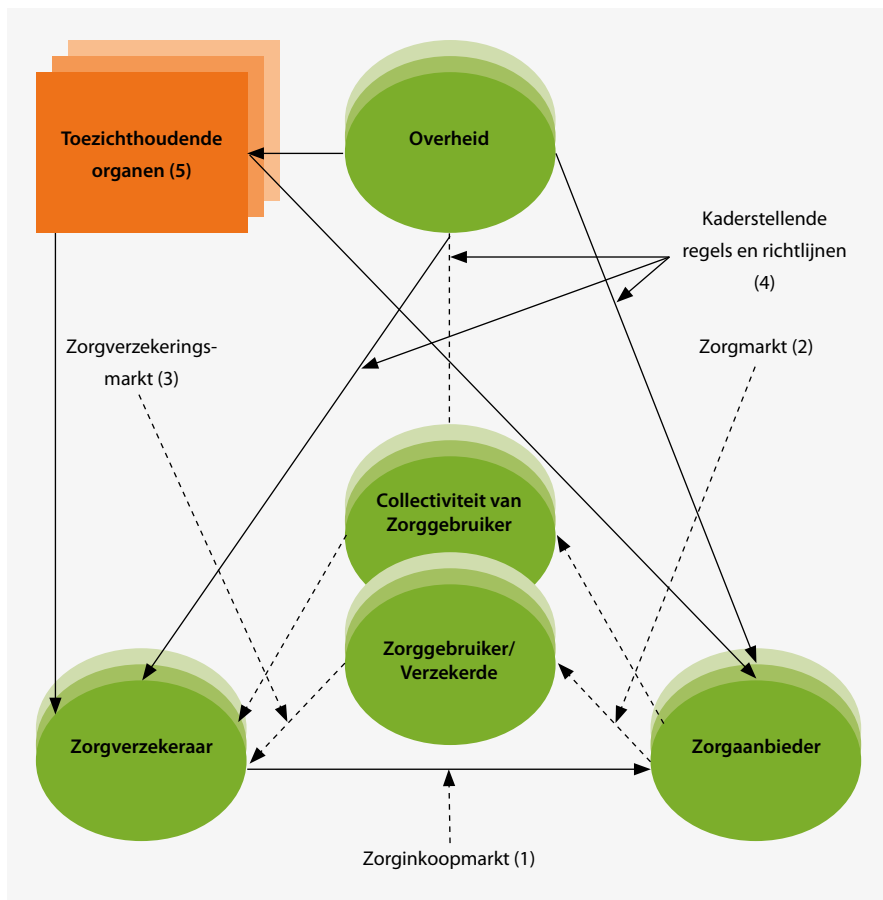 Toezichthoudende
organen (5)
Overheid
Kaderstellende
regels en richtlijnen
(4)
Zorgverzekerings-
markt (3)
Zorgmarkt (2)
Collectiviteit van
Zorggebruiker
Zorggebruiker/
Verzekerde
Zorgverzekeraar
Zorgaanbieder
Zorginkoopmarkt (1)